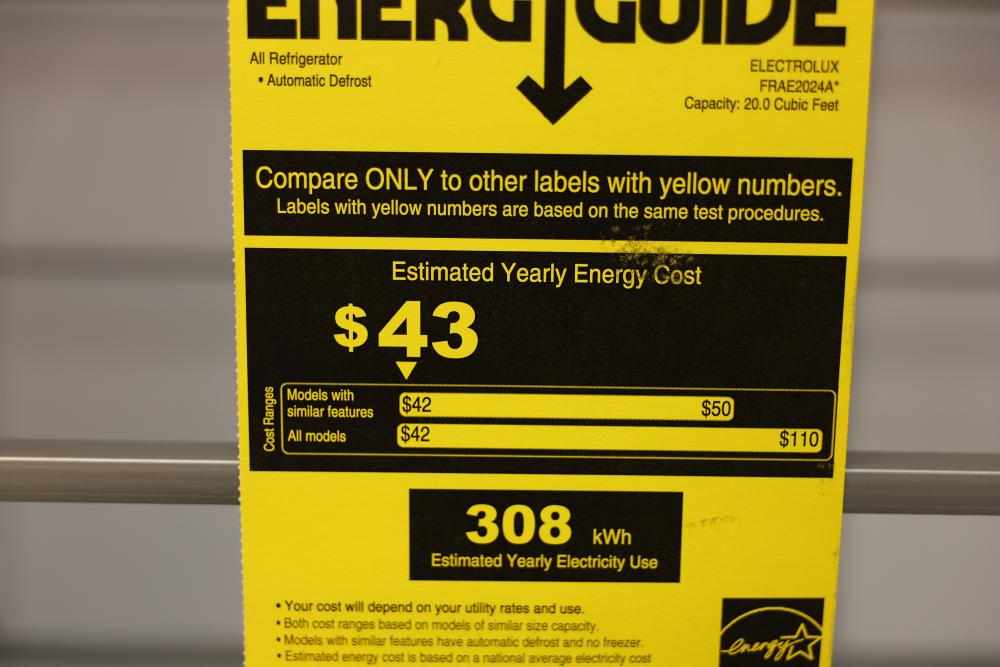 ENERGYGUIDE
All Refrigerator
• Automatic Defrost
ELECTROLUX
FRAE2024A*
Capacity: 20.0 Cubic Feet
Compare ONLY to other labels with yellow numbers.
Labels with yellow numbers are based on the same test procedures.
Estimated Yearly Energy Cost
$43
Cost Ranges
Models with
similar features
$42 $50
All models $42 $110
308 kWh
Estimated Yearly Electricity Use
• Your cost will depend on your utility rates and use.
• Both cost ranges based on models of similar size capacity.
• Models with similar features have automatic defrost and no freezer.
• Estimated energy cost is based on a national average electricity cost
energy